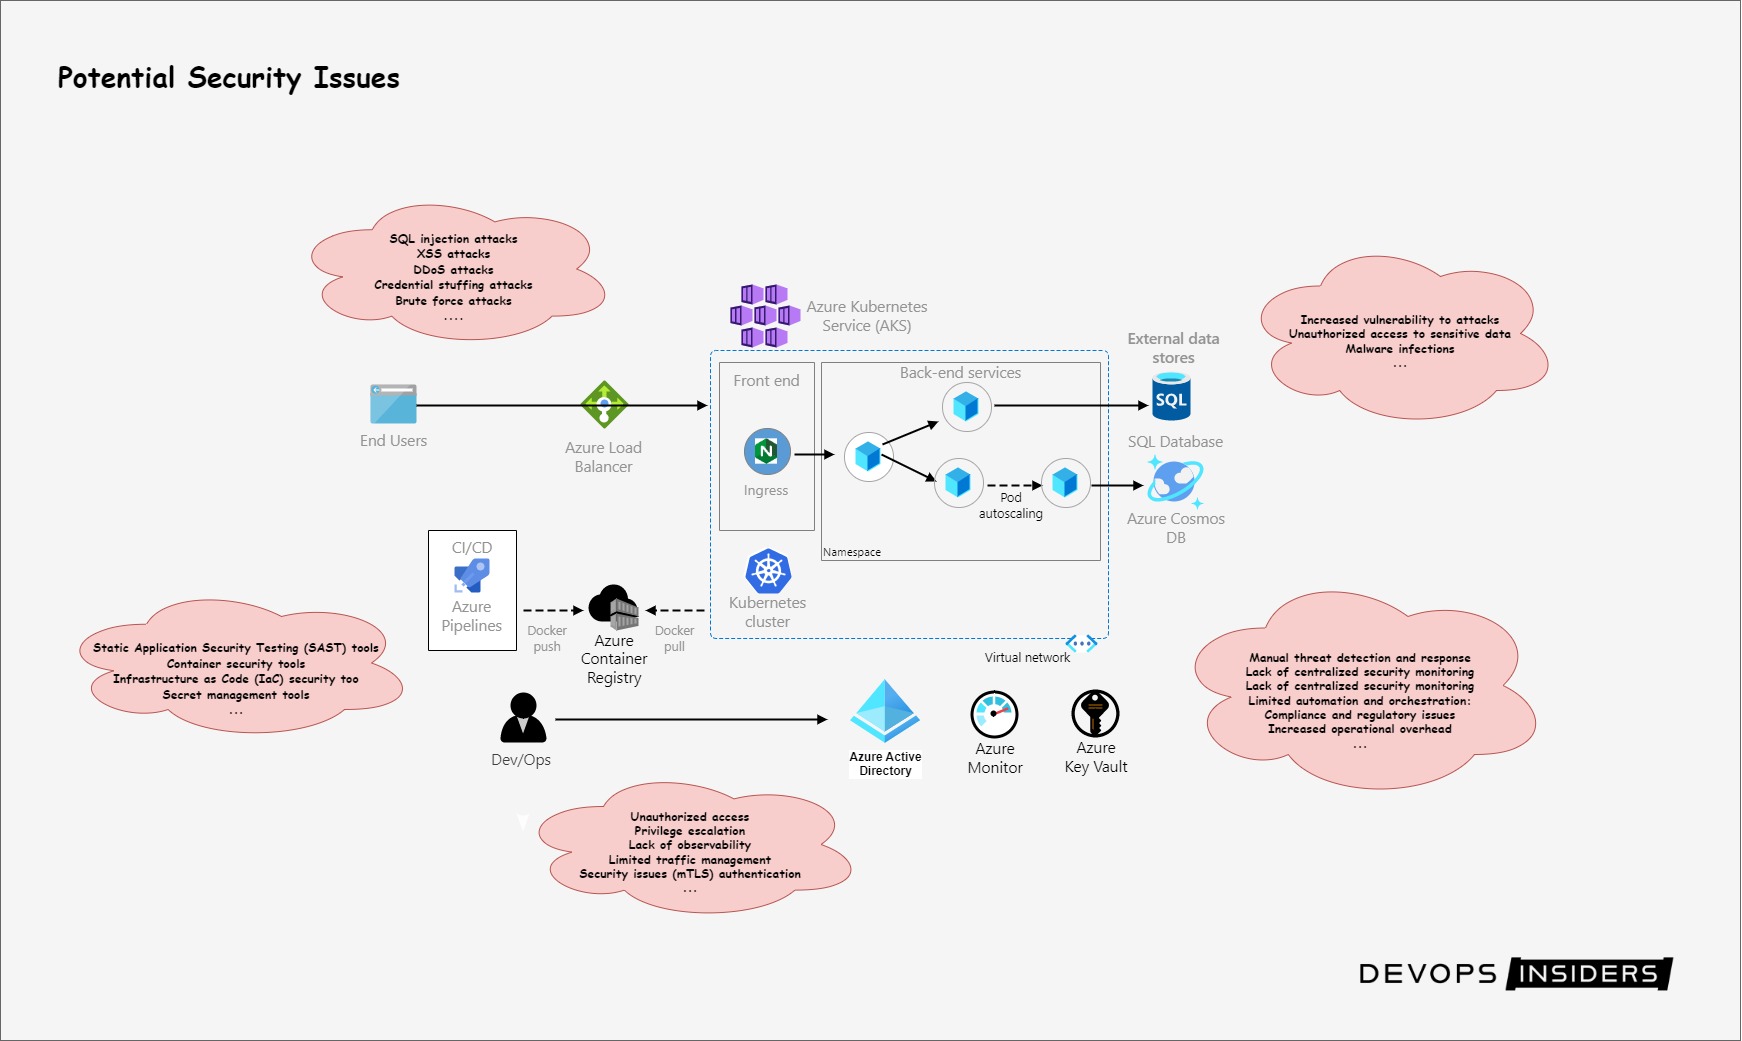 Potential Security Issues
SQL injection attacks
XSS attacks
DDoS attacks
Credential stuffing attacks
Brute force attacks
....
Increased vulnerability to attacks
Unauthorized access to sensitive data
Malware infections
...
Azure Kubernetes
Service (AKS)
External data
stores
Front end
Back-end services
SQL
End Users
Azure Load
Balancer
N
Ingress
SQL Database
Pod
autoscaling
Azure Cosmos
DB
Namespace
CI/CD
Azure
Pipelines
Docker
push
Azure
Container
Registry
Docker
pull
Kubernetes
cluster
Virtual network
Static Application Security Testing (SAST) tools
Container security tools
Infrastructure as Code (IaC) security too
Secret management tools
...
Manual threat detection and response
Lack of centralized security monitoring
Lack of centralized security monitoring
Limited automation and orchestration:
Compliance and regulatory issues
Increased operational overhead
...
Dev/Ops
Azure Active
Directory
Azure
Monitor
Azure
Key Vault
Unauthorized access
Privilege escalation
Lack of observability
Limited traffic management
Security issues (mTLS) authentication
...
DEVOPS INSIDERS